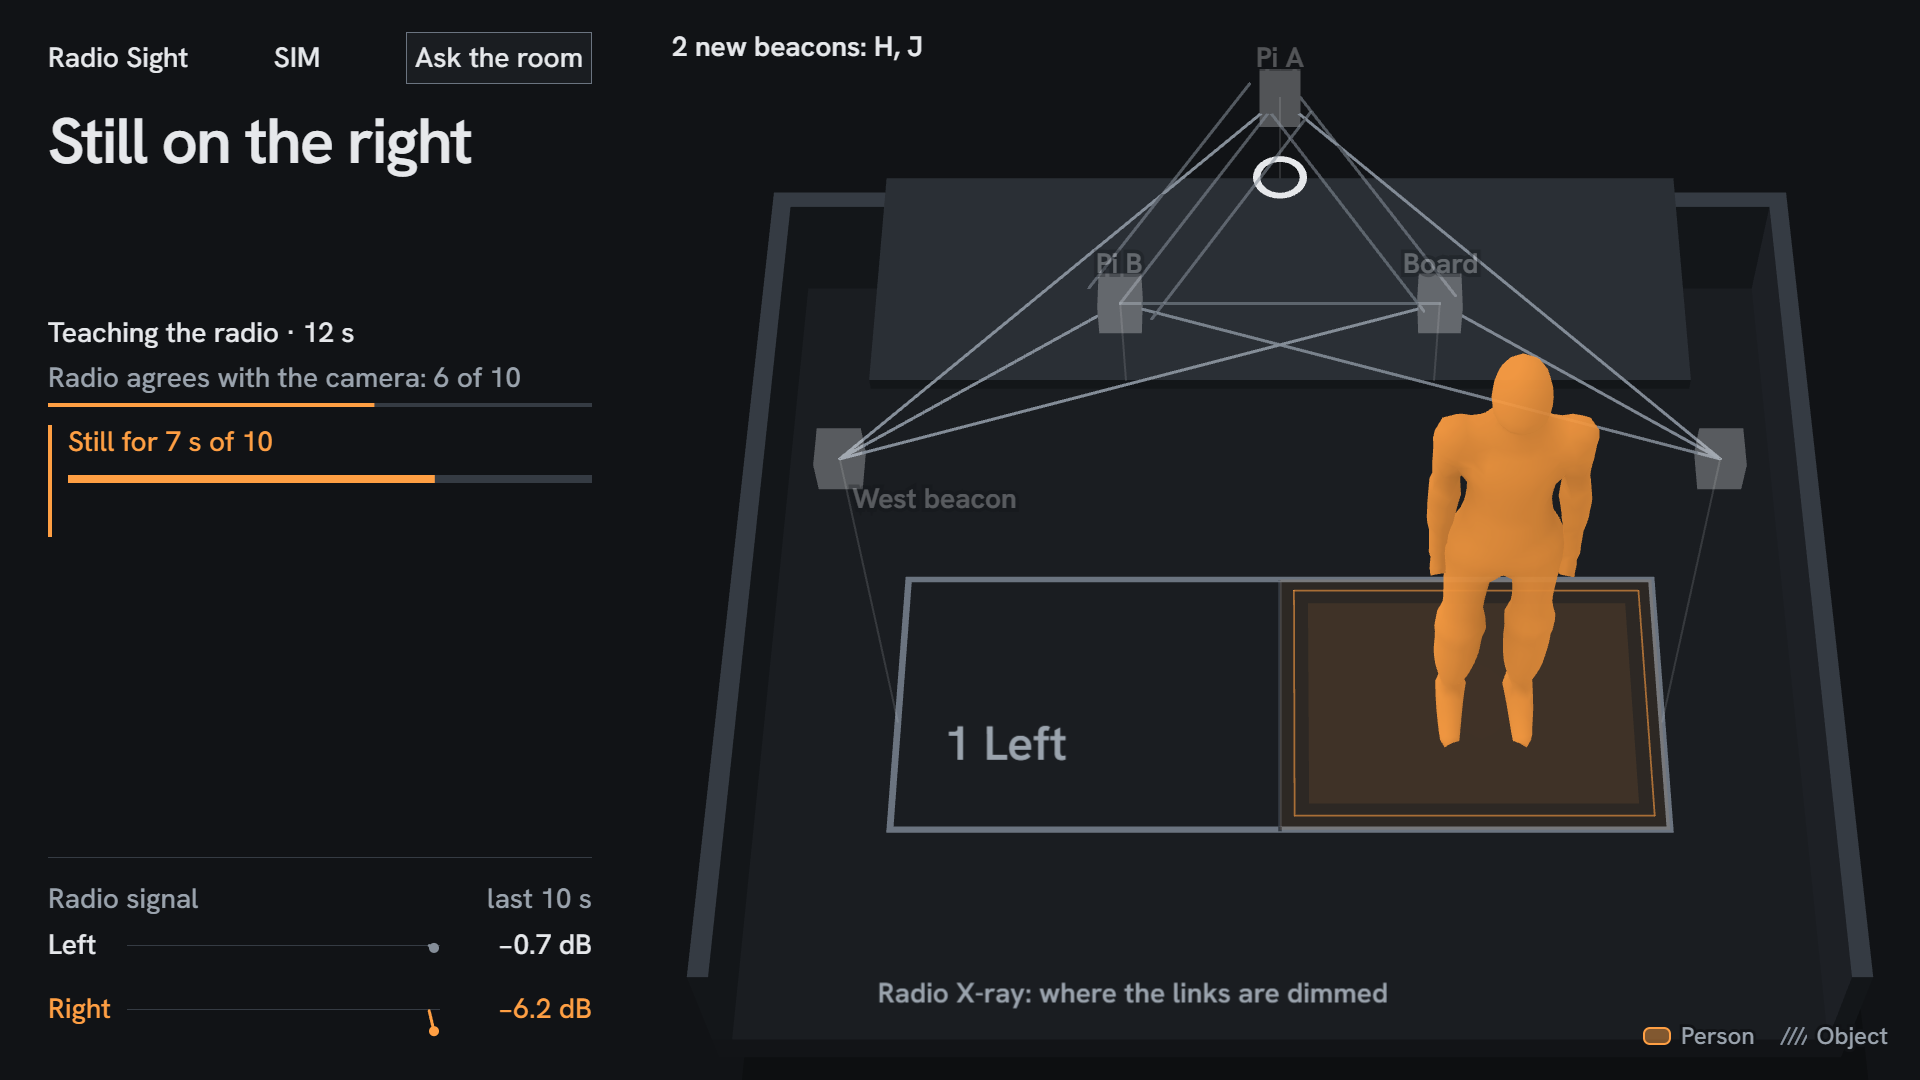 Radio Sight
SIM
Ask the room
Still on the right
Teaching the radio · 12 s
Radio agrees with the camera: 6 of 10
Still for 7 s of 10
Radio signal
last 10 s
Left
−0.7 dB
Right
−6.2 dB
2 new beacons: H, J
Pi A
Pi B
Board
West beacon
1 Left
Radio X-ray: where the links are dimmed
Person
Object